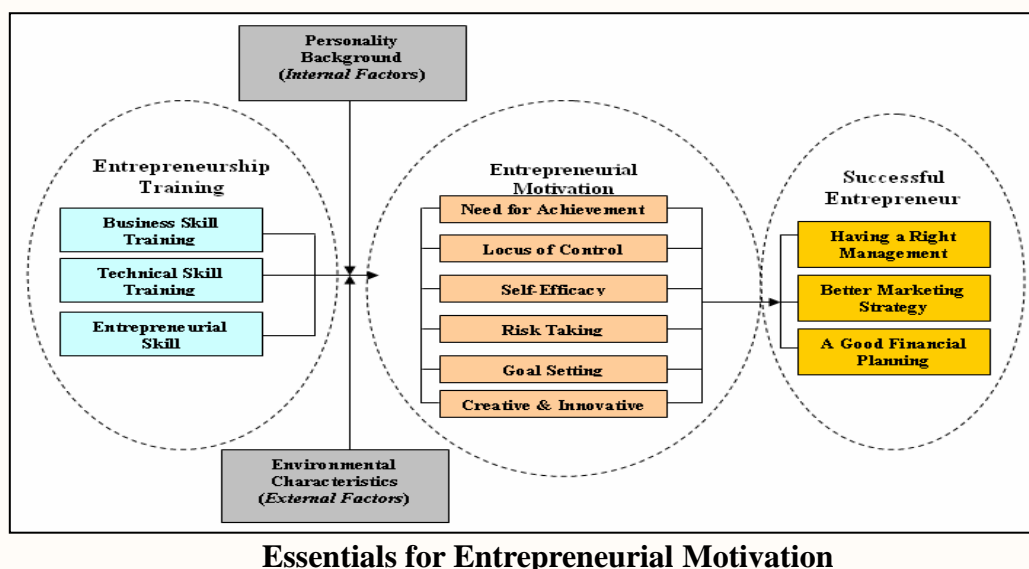 Personality
Background
(Internal Factors)
Entrepreneurship
Training
Business Skill
Training
Technical Skill
Training
Entrepreneurial
Skill
Environmental
Characteristics
(External Factors)
Entrepreneurial
Motivation
Need for Achievement
Locus of Control
Self-Efficacy
Risk Taking
Goal Setting
Creative & Innovative
Successful
Entrepreneur
Having a Right
Management
Better Marketing
Strategy
A Good Financial
Planning
Essentials for Entrepreneurial Motivation